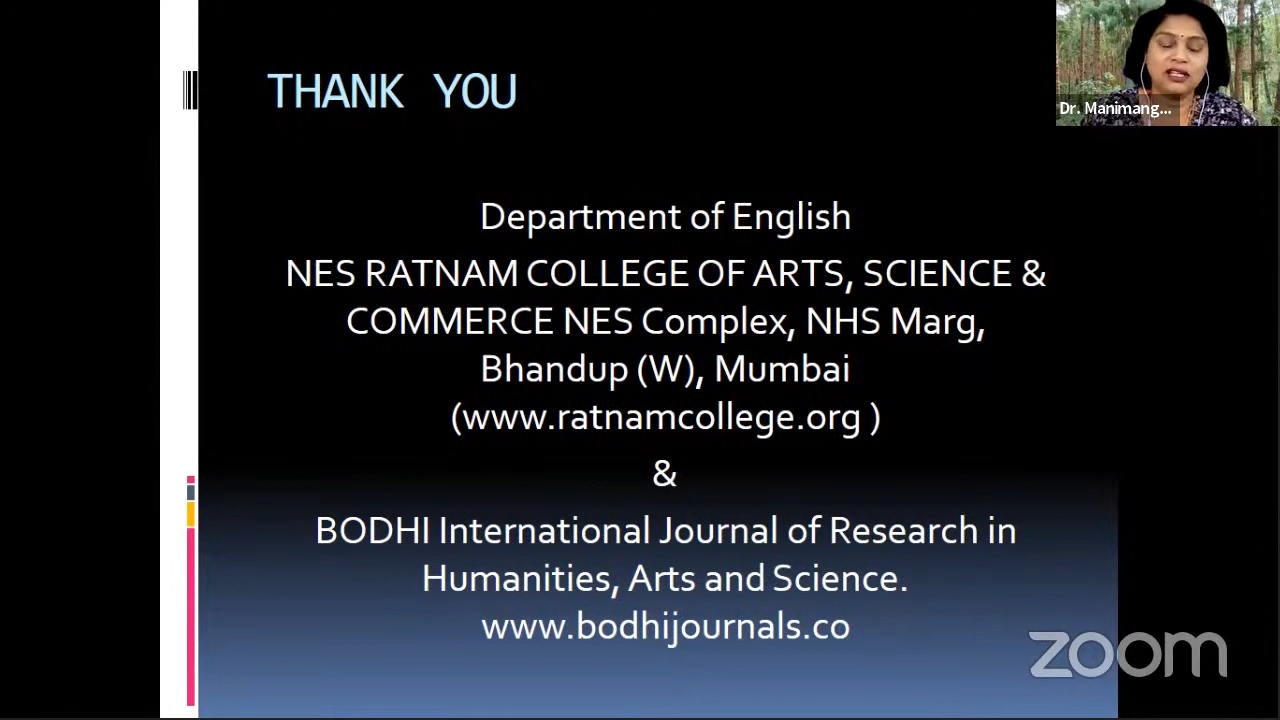 THANK YOU
Dr. Manimang...
Department of English
NES RATNAM COLLEGE OF ARTS, SCIENCE &
COMMERCE NES Complex, NHS Marg,
Bhandup (W), Mumbai
(www.ratnamcollege.org )
&
BODHI International Journal of Research in
Humanities, Arts and Science.
www.bodhijournals.co
zoom